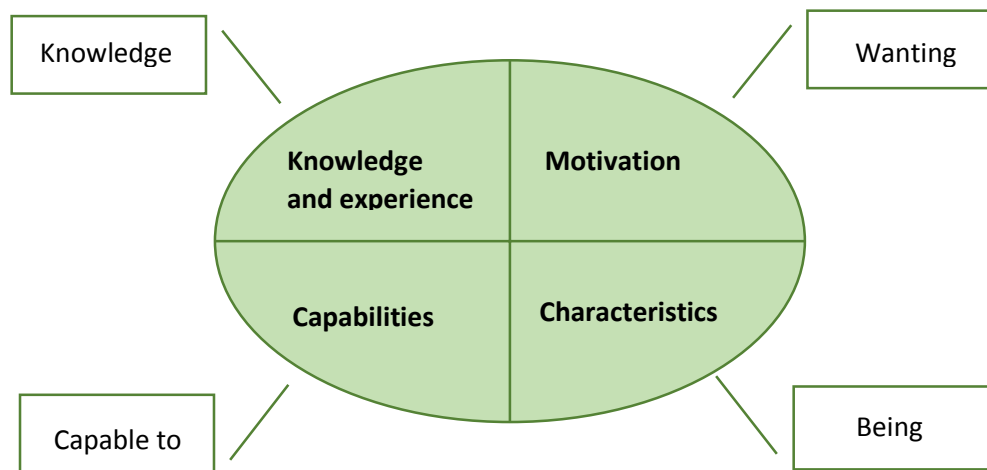 Knowledge
Wanting
Knowledge
and experience
Motivation
Capabilities
Characteristics
Capable to
Being